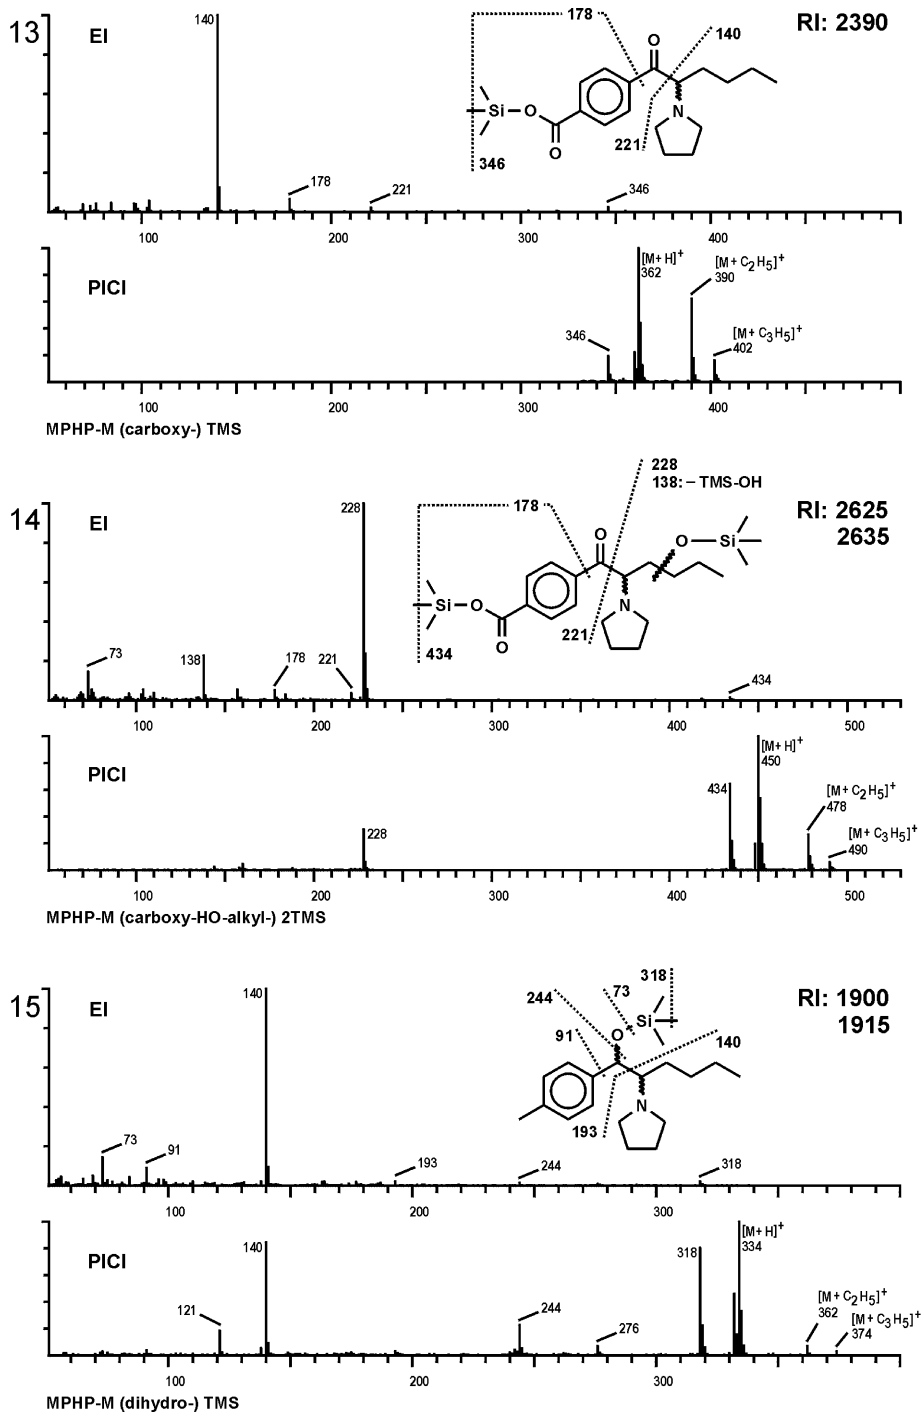 13
EI
RI: 2390
140
178
221
346
178
140
O
Si
O
O
N
221
346
100
200
300
400
PICI
[M+H]+
362
[M+C2H5]+
390
[M+C3H5]+
402
346
100
200
300
400
MPHP-M (carboxy-) TMS
14
EI
RI: 2625
2635
228
138: – TMS-OH
178
O
O
Si
Si
O
O
N
221
434
228
73
138
178
221
434
100
200
300
400
500
PICI
[M+H]+
450
434
[M+C2H5]+
478
[M+C3H5]+
490
228
100
200
300
400
500
MPHP-M (carboxy-HO-alkyl-) 2TMS
15
EI
RI: 1900
1915
318
244
73
Si
O
91
140
N
193
140
73
91
193
244
318
100
200
300
PICI
140
121
244
276
318
[M+H]+
334
[M+C2H5]+
362
[M+C3H5]+
374
100
200
300
MPHP-M (dihydro-) TMS